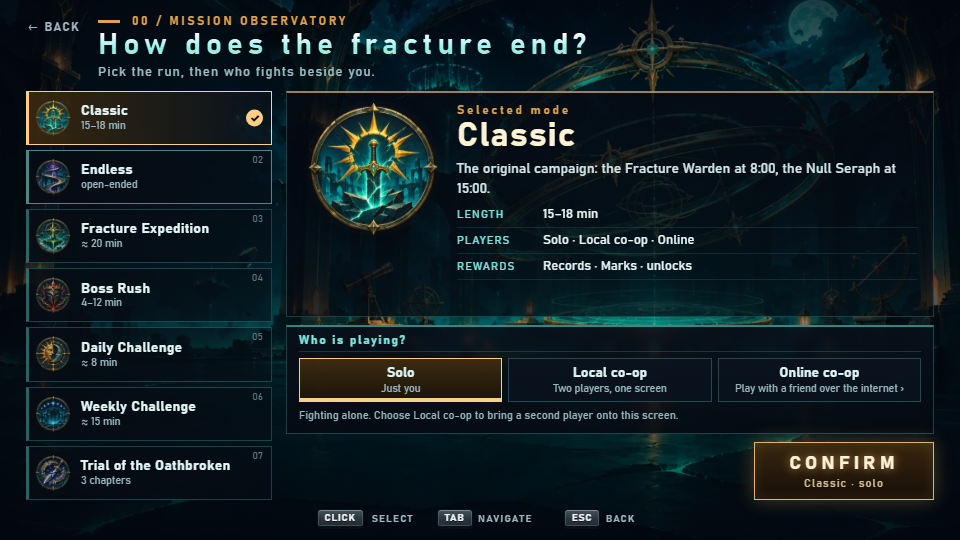 ← BACK
00 / MISSION OBSERVATORY
How does the fracture end?
Pick the run, then who fights beside you.
Classic
15–18 min
02
Endless
open-ended
03
Fracture Expedition
≈ 20 min
04
Boss Rush
4–12 min
05
Daily Challenge
≈ 8 min
06
Weekly Challenge
≈ 15 min
07
Trial of the Oathbroken
3 chapters
Selected mode
Classic
The original campaign: the Fracture Warden at 8:00, the Null Seraph at
15:00.
LENGTH 15–18 min
PLAYERS Solo · Local co-op · Online
REWARDS Records · Marks · unlocks
Who is playing?
Solo
Just you
Local co-op
Two players, one screen
Online co-op
Play with a friend over the internet ›
Fighting alone. Choose Local co-op to bring a second player onto this screen.
CONFIRM
Classic · solo
CLICK SELECT TAB NAVIGATE ESC BACK